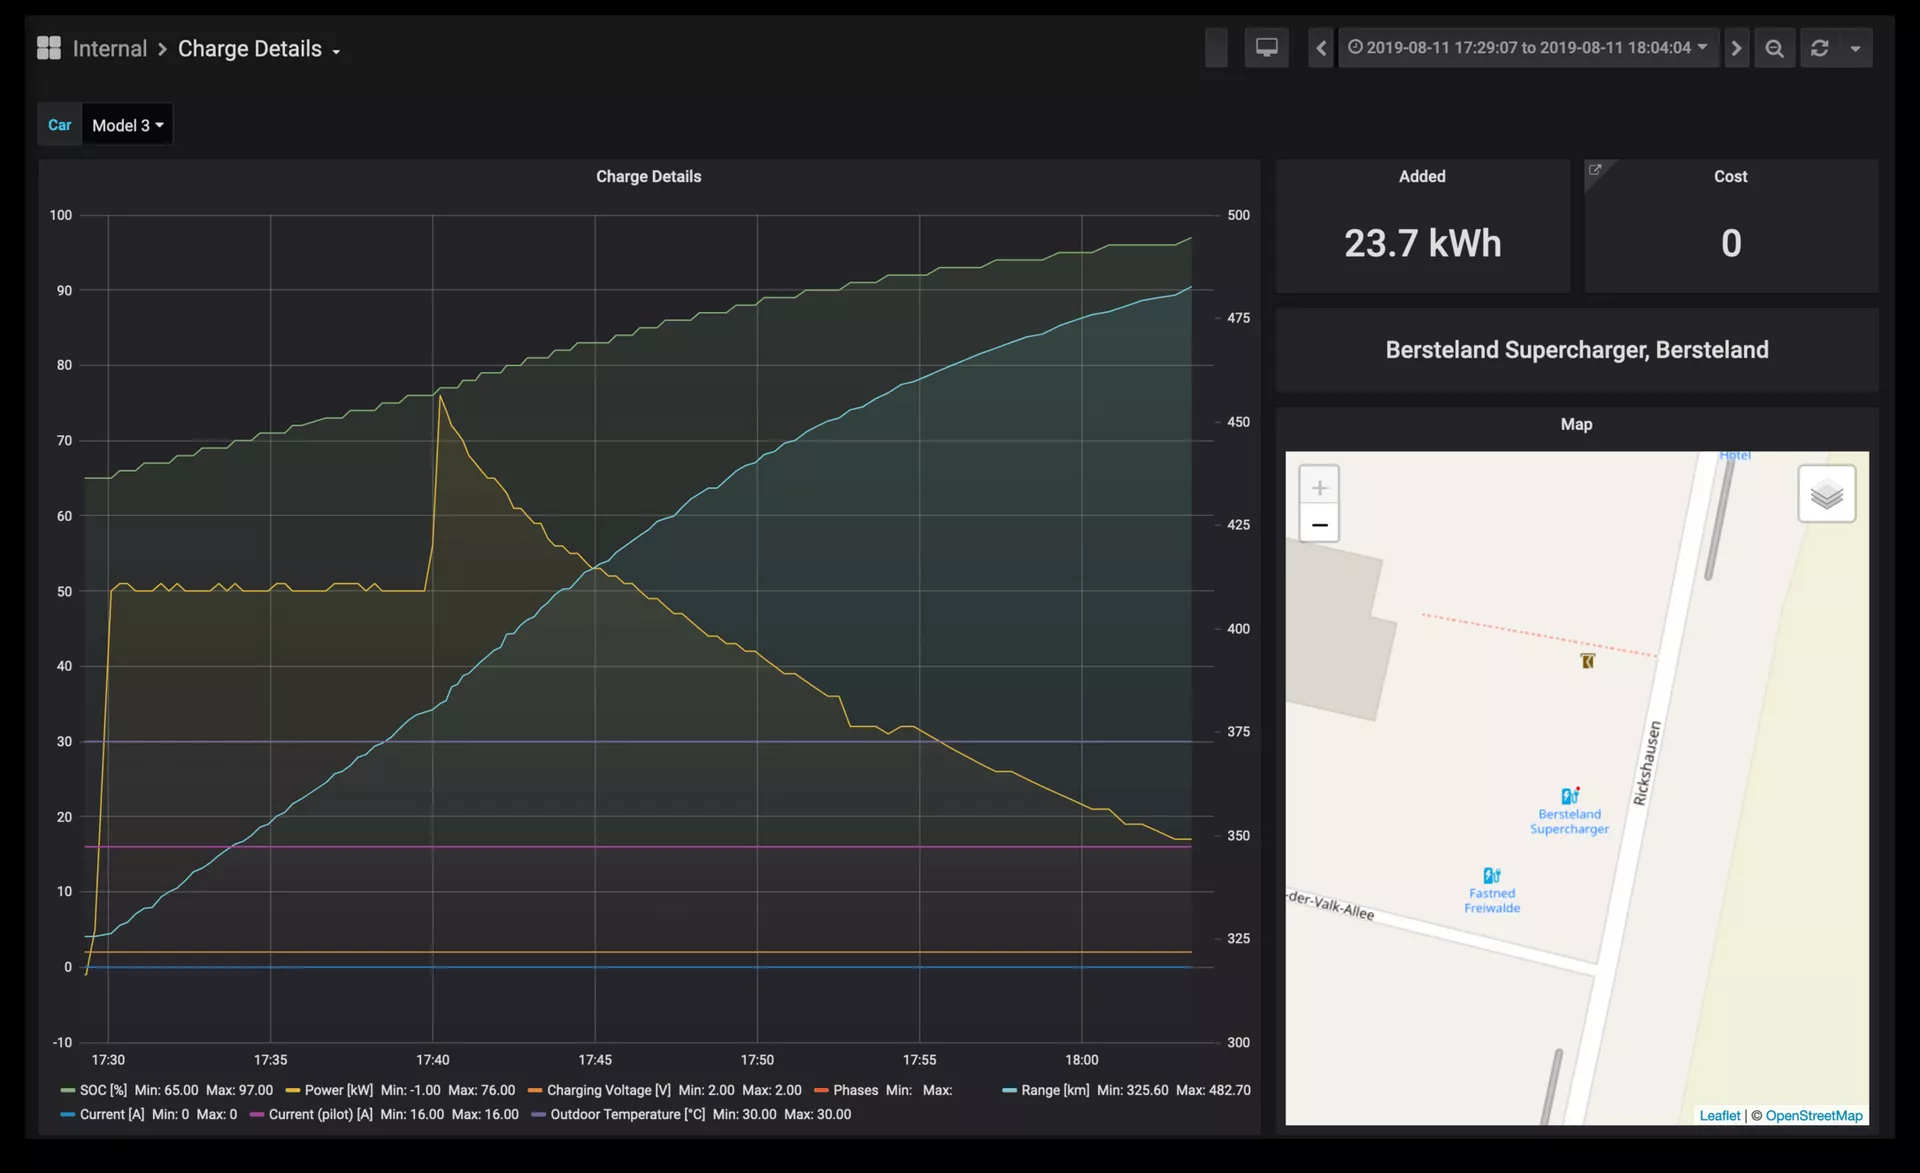 Internal > Charge Details
2019-08-11 17:29:07 to 2019-08-11 18:04:04
Car Model 3
Charge Details
100
90
80
70
60
50
40
30
20
10
0
-10
500
475
450
425
400
375
350
325
300
17:30 17:35 17:40 17:45 17:50 17:55 18:00
SOC [%] Min: 65.00 Max: 97.00 Power [kW] Min: -1.00 Max: 76.00 Charging Voltage [V] Min: 2.00 Max: 2.00 Phases Min: Max: Range [km] Min: 325.60 Max: 482.70
Current [A] Min: 0 Max: 0 Current (pilot) [A] Min: 16.00 Max: 16.00 Outdoor Temperature [°C] Min: 30.00 Max: 30.00
Added
23.7 kWh
Cost
0
Bersteland Supercharger, Bersteland
Map
Hotel
+
−
Rickshausen
Bersteland
Supercharger
Fastned
Freiwalde
-der-Valk-Allee
Leaflet | © OpenStreetMap